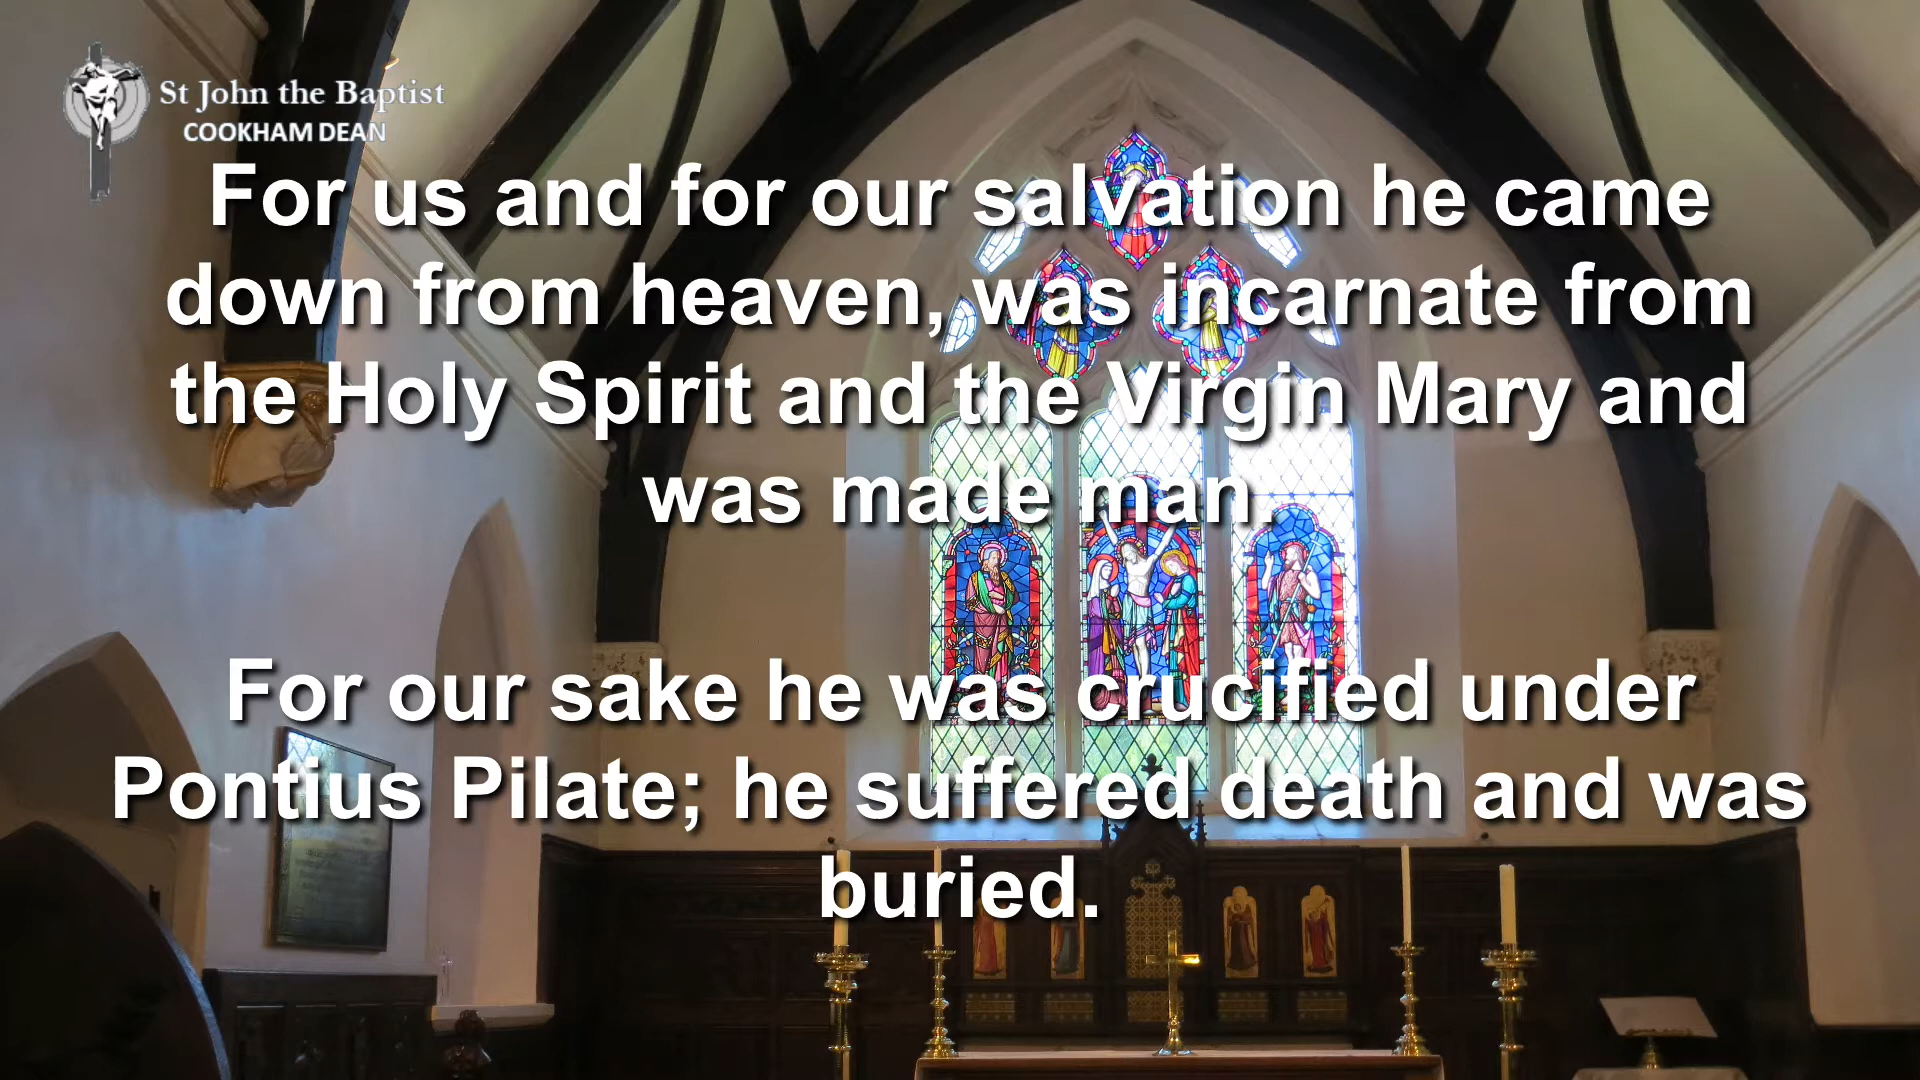 St John the Baptist
COOKHAM DEAN
For us and for our salvation he came
down from heaven, was incarnate from
the Holy Spirit and the Virgin Mary and
was made man.
For our sake he was crucified under
Pontius Pilate; he suffered death and was
buried.